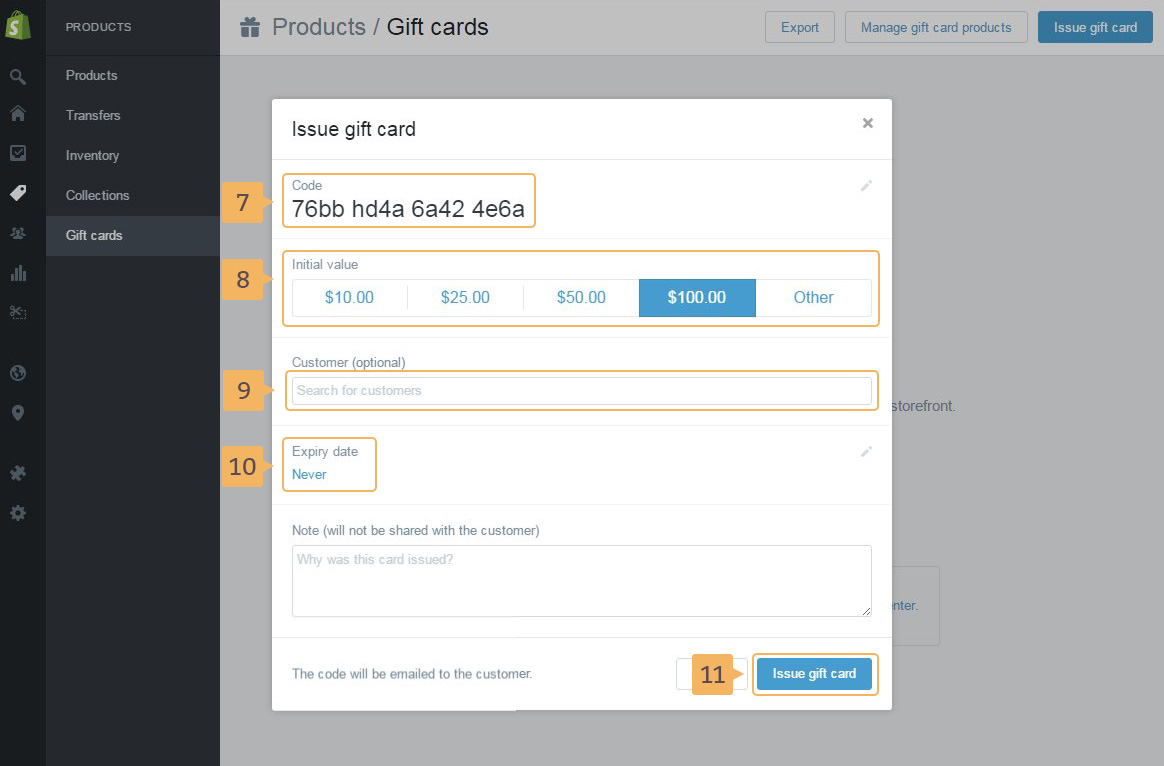 PRODUCTS
Products
Transfers
Inventory
Collections
Gift cards
Products / Gift cards
Export
Manage gift card products
Issue gift card
Issue gift card
×
7
Code
76bb hd4a 6a42 4e6a
8
Initial value
$10.00 $25.00 $50.00 $100.00 Other
Customer (optional)
9
Search for customers
storefront.
10
Expiry date
Never
Note (will not be shared with the customer)
Why was this card issued?
The code will be emailed to the customer.
11
Issue gift card